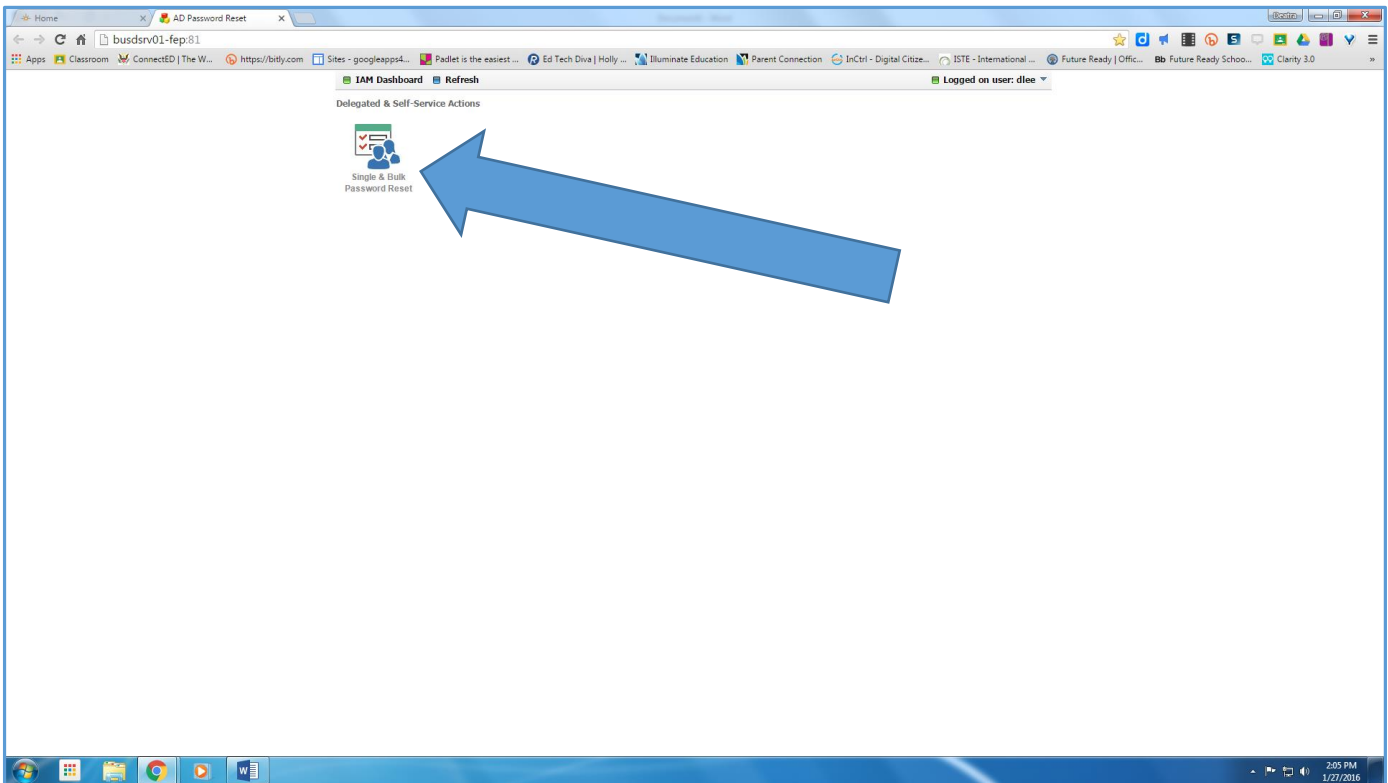 Home
AD Password Reset
Deatra
busdsrv01-fep:81
Apps
Classroom
ConnectED | The W...
https://bitly.com
Sites - googleapps4...
Padlet is the easiest ...
Ed Tech Diva | Holly ...
Illuminate Education
Parent Connection
InCtrl - Digital Citize...
ISTE - International ...
Future Ready | Offic...
Bb Future Ready Schoo...
Clarity 3.0
»
IAM Dashboard
Refresh
Logged on user: dlee
Delegated & Self-Service Actions
Single & Bulk
Password Reset
2:05 PM
1/27/2016